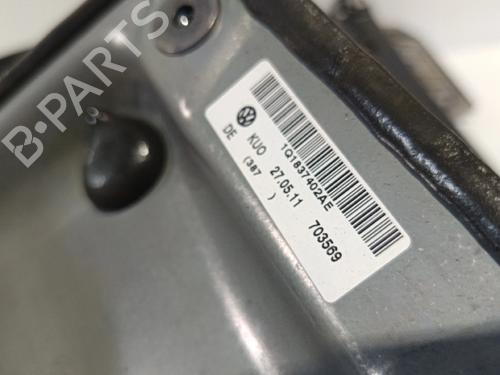 B-PARTS
1Q1837402AE
KUO 27.05.11 703569
DE (387 )